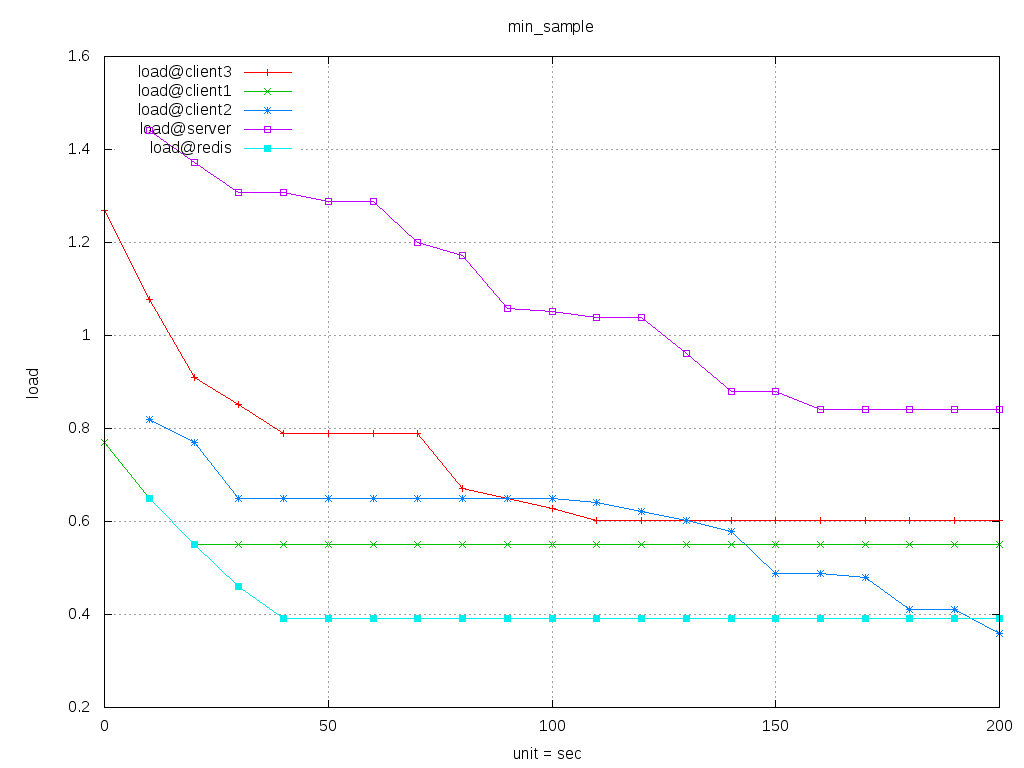 min_sample
1.6
load@client3
load@client1
load@client2
load@server
load@redis
1.4
1.2
1
load
0.8
0.6
0.4
0.2
0 50 100 150 200
unit = sec